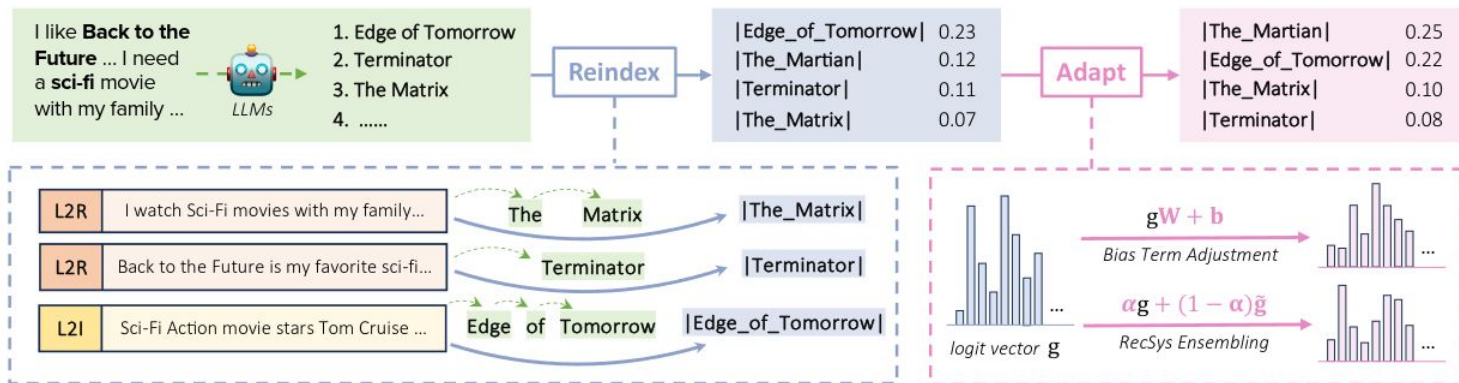 I like Back to the
Future ... I need
a sci-fi movie
with my family ...
LLMs
1. Edge of Tomorrow
2. Terminator
3. The Matrix
4. ......
Reindex
|Edge_of_Tomorrow| 0.23
|The_Martian| 0.12
|Terminator| 0.11
|The_Matrix| 0.07
Adapt
|The_Martian| 0.25
|Edge_of_Tomorrow| 0.22
|The_Matrix| 0.10
|Terminator| 0.08
L2R I watch Sci-Fi movies with my family... The Matrix |The_Matrix|
L2R Back to the Future is my favorite sci-fi... Terminator |Terminator|
L2I Sci-Fi Action movie stars Tom Cruise ... Edge of Tomorrow |Edge_of_Tomorrow|
... logit vector g
gW + b
Bias Term Adjustment
...
αg + (1 − α)g̃
RecSys Ensembling
...